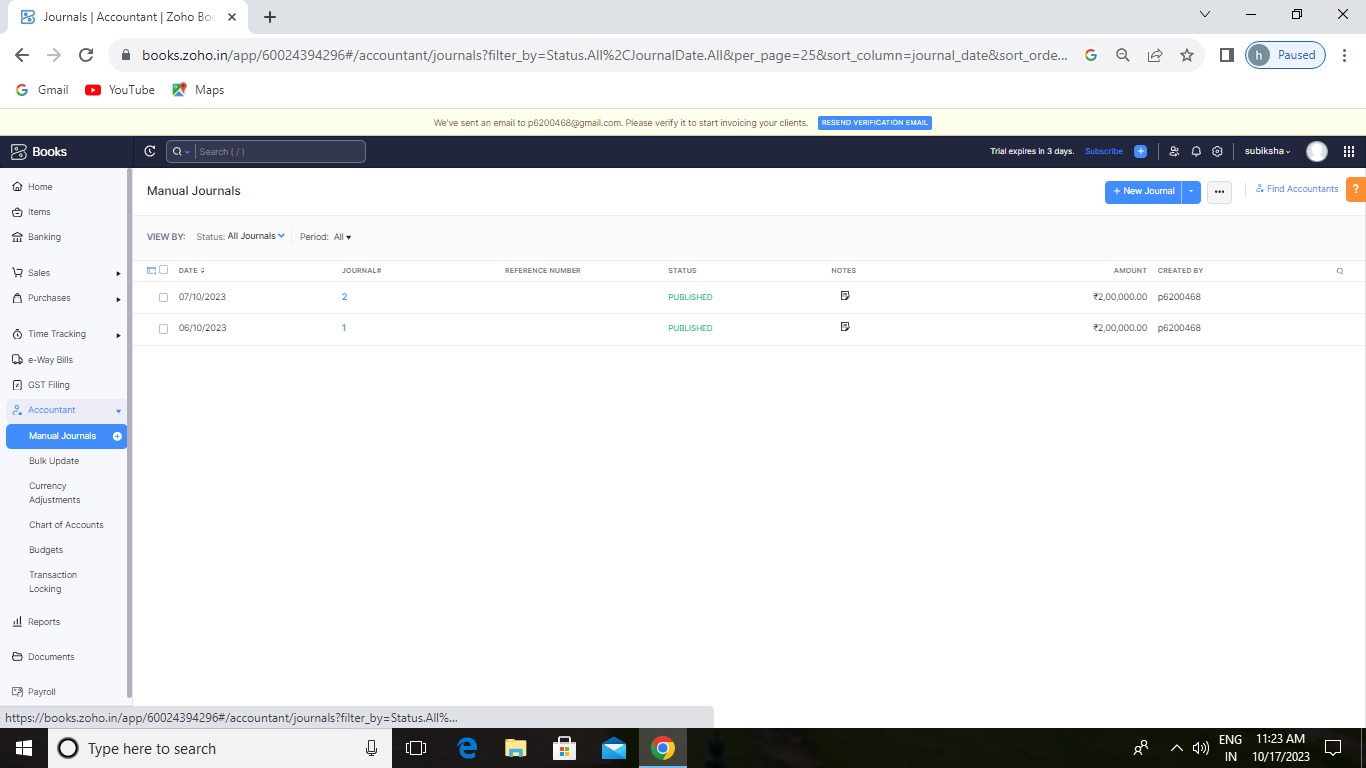 Journals | Accountant | Zoho Boo
books.zoho.in/app/60024394296#/accountant/journals?filter_by=Status.All%2CJournalDate.All&per_page=25&sort_column=journal_date&sort_orde...
h Paused
Gmail YouTube Maps
We've sent an email to p6200468@gmail.com. Please verify it to start invoicing your clients. RESEND VERIFICATION EMAIL
Books Search ( / ) Trial expires in 3 days. Subscribe subiksha
Home
Items
Banking
Sales
Purchases
Time Tracking
e-Way Bills
GST Filing
Accountant
Manual Journals
Bulk Update
Currency
Adjustments
Chart of Accounts
Budgets
Transaction
Locking
Reports
Documents
Payroll
Manual Journals + New Journal Find Accountants ?
VIEW BY: Status: All Journals Period: All
DATE JOURNAL# REFERENCE NUMBER STATUS NOTES AMOUNT CREATED BY
07/10/2023 2 PUBLISHED ₹2,00,000.00 p6200468
06/10/2023 1 PUBLISHED ₹2,00,000.00 p6200468
https://books.zoho.in/app/60024394296#/accountant/journals?filter_by=Status.All%...
Type here to search
ENG
IN
11:23 AM
10/17/2023